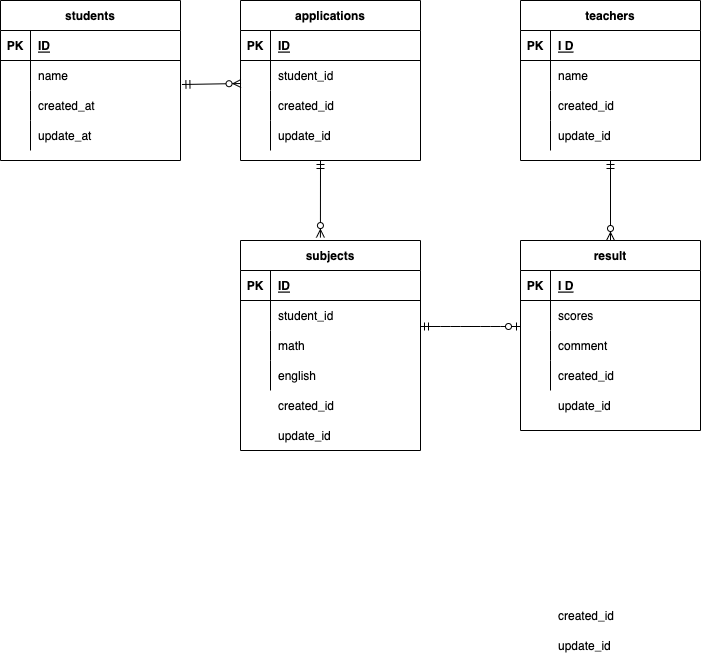 students
PK ID
name
created_at
update_at
applications
PK ID
student_id
created_id
update_id
teachers
PK I D
name
created_id
update_id
subjects
PK ID
student_id
math
english
created_id
update_id
result
PK I D
scores
comment
created_id
update_id
created_id
update_id